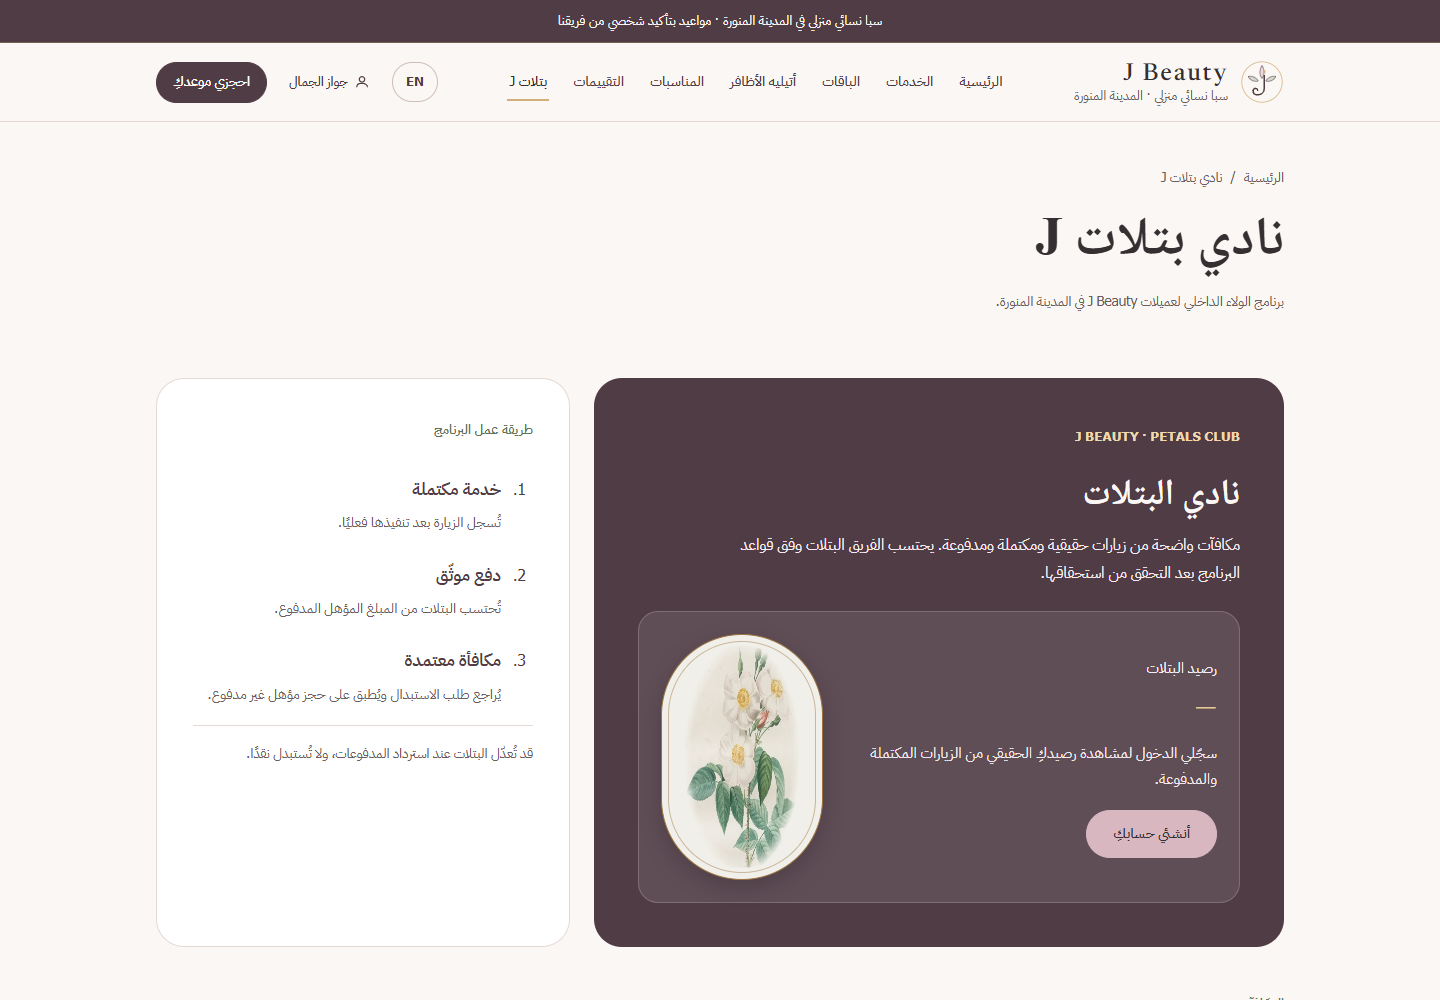 سبا نسائي منزلي في المدينة المنورة · مواعيد بتأكيد شخصي من فريقنا
J Beauty
سبا نسائي منزلي · المدينة المنورة
الرئيسية
الخدمات
الباقات
أتيليه الأظافر
المناسبات
التقييمات
بتلات J
EN
جواز الجمال
احجزي موعدكِ
الرئيسية / نادي بتلات J
نادي بتلات J
برنامج الولاء الداخلي لعميلات J Beauty في المدينة المنورة.
J BEAUTY · PETALS CLUB
نادي البتلات
مكافآت واضحة من زيارات حقيقية ومكتملة ومدفوعة. يحتسب الفريق البتلات وفق قواعد
البرنامج بعد التحقق من استحقاقها.
رصيد البتلات
—
سجّلي الدخول لمشاهدة رصيدكِ الحقيقي من الزيارات المكتملة
والمدفوعة.
أنشئي حسابكِ
طريقة عمل البرنامج
1. خدمة مكتملة
تُسجل الزيارة بعد تنفيذها فعليًا.
2. دفع موثّق
تُحتسب البتلات من المبلغ المؤهل المدفوع.
3. مكافأة معتمدة
يُراجع طلب الاستبدال ويُطبق على حجز مؤهل غير مدفوع.
قد تُعدّل البتلات عند استرداد المدفوعات، ولا تُستبدل نقدًا.